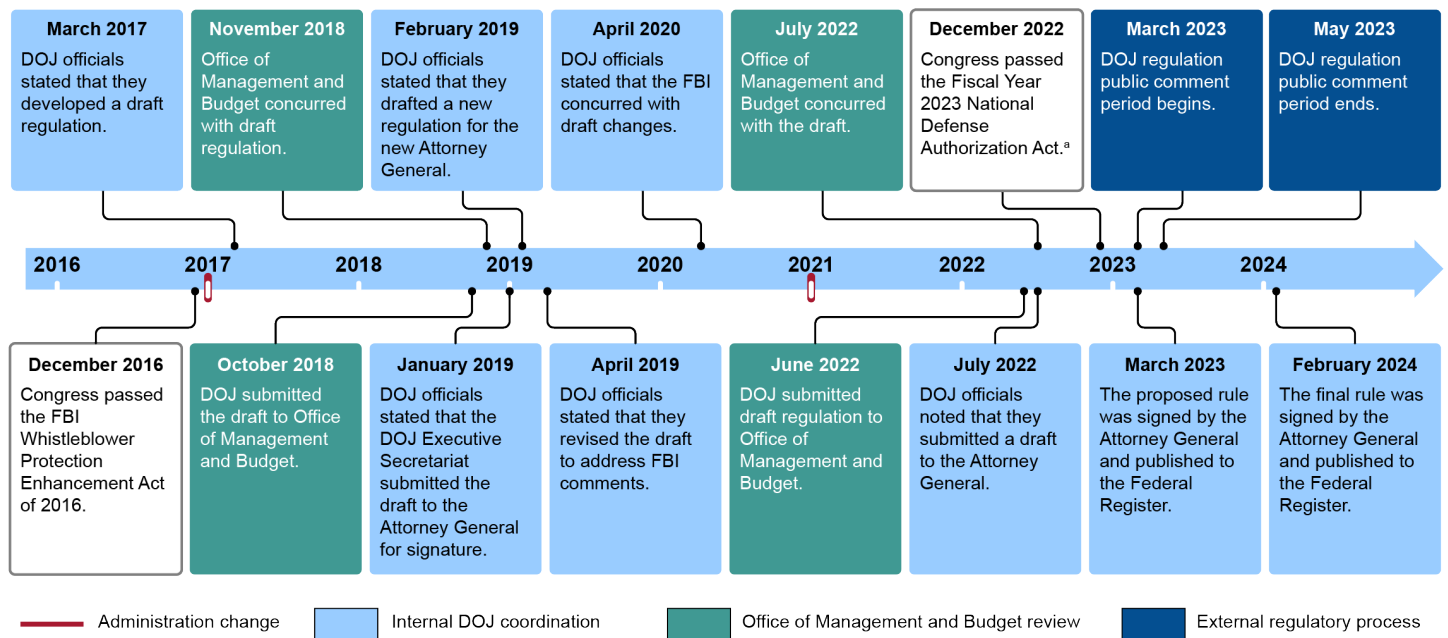 March 2017
DOJ officials
stated that they
developed a draft
regulation.
November 2018
Office of
Management and
Budget concurred
with draft
regulation.
February 2019
DOJ officials
stated that they
drafted a new
regulation for the
new Attorney
General.
April 2020
DOJ officials
stated that the FBI
concurred with
draft changes.
July 2022
Office of
Management and
Budget concurred
with the draft.
December 2022
Congress passed
the Fiscal Year
2023 National
Defense
Authorization Act.ᵃ
March 2023
DOJ regulation
public comment
period begins.
May 2023
DOJ regulation
public comment
period ends.
2016 2017 2018 2019 2020 2021 2022 2023 2024
December 2016
Congress passed
the FBI
Whistleblower
Protection
Enhancement Act
of 2016.
October 2018
DOJ submitted
the draft to Office
of Management
and Budget.
January 2019
DOJ officials
stated that the
DOJ Executive
Secretariat
submitted the
draft to the
Attorney General
for signature.
April 2019
DOJ officials
stated that they
revised the draft
to address FBI
comments.
June 2022
DOJ submitted
draft regulation to
Office of
Management and
Budget.
July 2022
DOJ officials
noted that they
submitted a draft
to the Attorney
General.
March 2023
The proposed rule
was signed by the
Attorney General
and published to
the Federal
Register.
February 2024
The final rule was
signed by the
Attorney General
and published to
the Federal
Register.
Administration change
Internal DOJ coordination
Office of Management and Budget review
External regulatory process